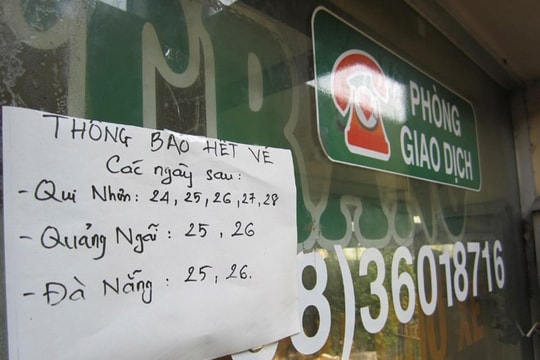 THÔNG BÁO HẾT VÉ
Các ngày sau:
- Qui Nhơn: 24, 25, 26, 27, 28
- Quảng Ngãi: 25, 26
- Đà Nẵng: 25, 26.
PHÒNG
GIAO DỊCH
8)36018716